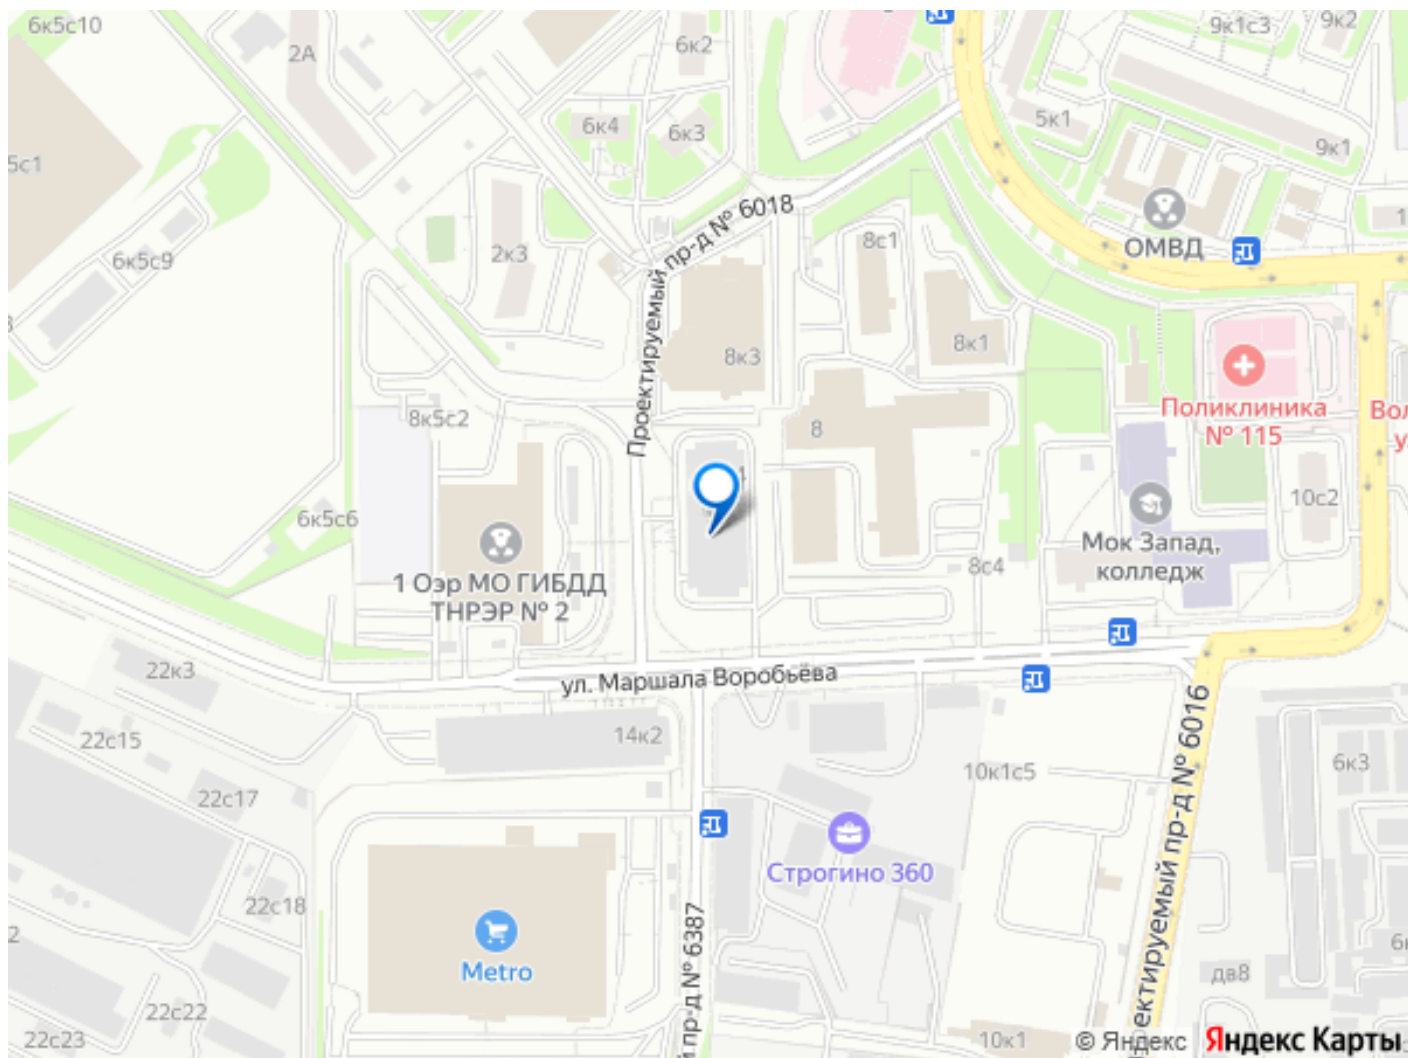 6к5с10
2А
6к2
9к1с3
9к2
6к4
6к3
5к1
9к1
5с1
Проектируемый пр-д № 6018
8с1
ОМВД
6к5с9
2к3
8к3
8к1
Поликлиника
№ 115
8к5с2
8
6к5с6
10с2
1 Оэр МО ГИБДД
ТНРЭР № 2
Мок Запад,
колледж
8с4
22к3
ул. Маршала Воробьёва
14к2
22с15
22с17
10к1с5
6к3
Строгино 360
22с18
Metro
пр-д № 6387
22с22
дв8
22с23
10к1
пр-д № 6016
© Яндекс
Яндекс Карты